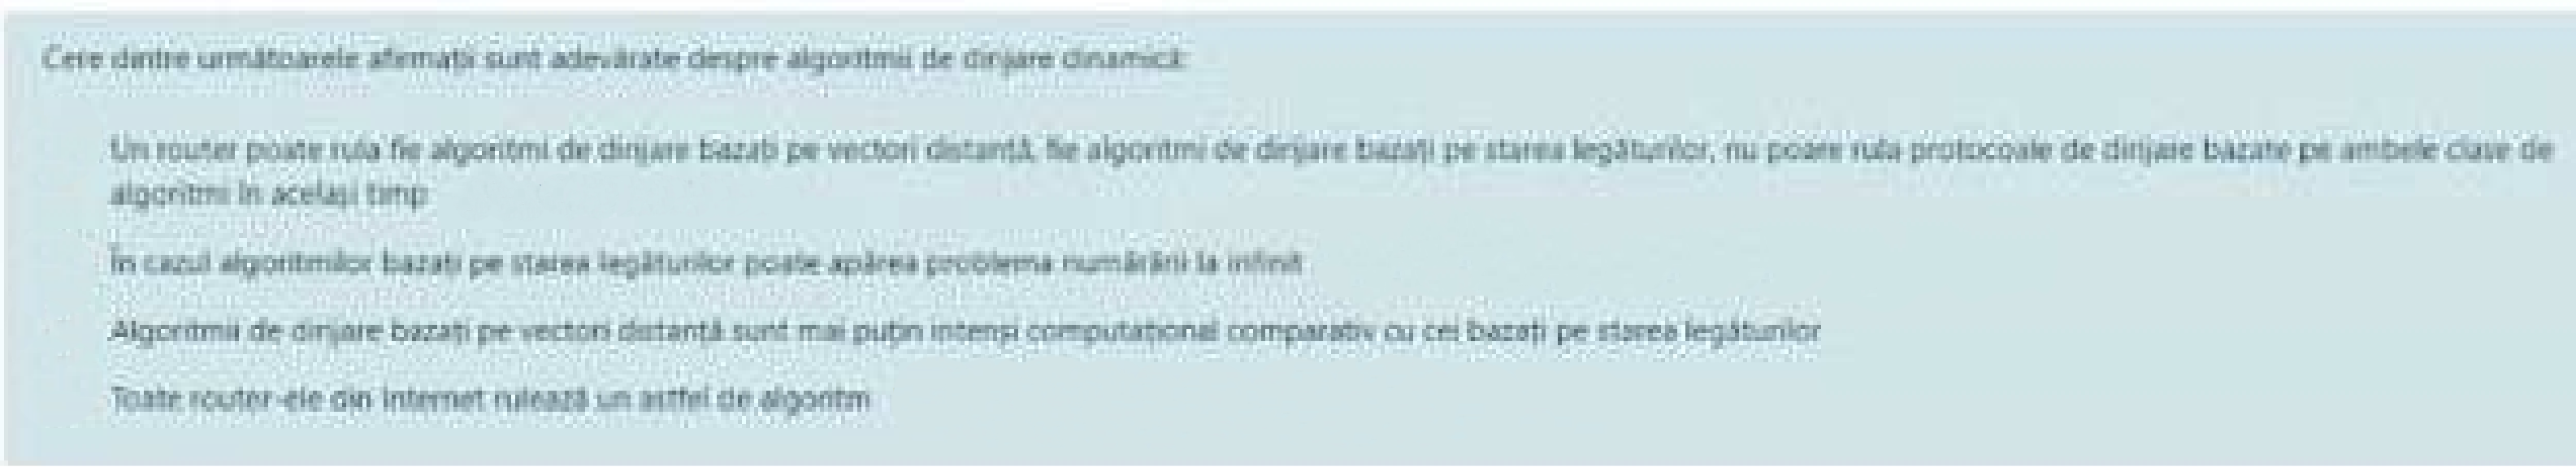 Cere dintre următoarele afirmații sunt adevărate despre algoritmii de dirijare dinamică:
Un router poate rula fie algoritmi de dirijare bazați pe vectori distanță, fie algoritmi de dirijare bazați pe starea legăturilor, nu poate rula protocoale de dirijare bazate pe ambele clase de
algoritmi în același timp
În cazul algoritmilor bazați pe starea legăturilor poate apărea problema numărării la infinit
Algoritmii de dirijare bazați pe vectori distanță sunt mai puțin intenși computațional comparativ cu cei bazați pe starea legăturilor
Toate router-ele din Internet rulează un astfel de algoritm